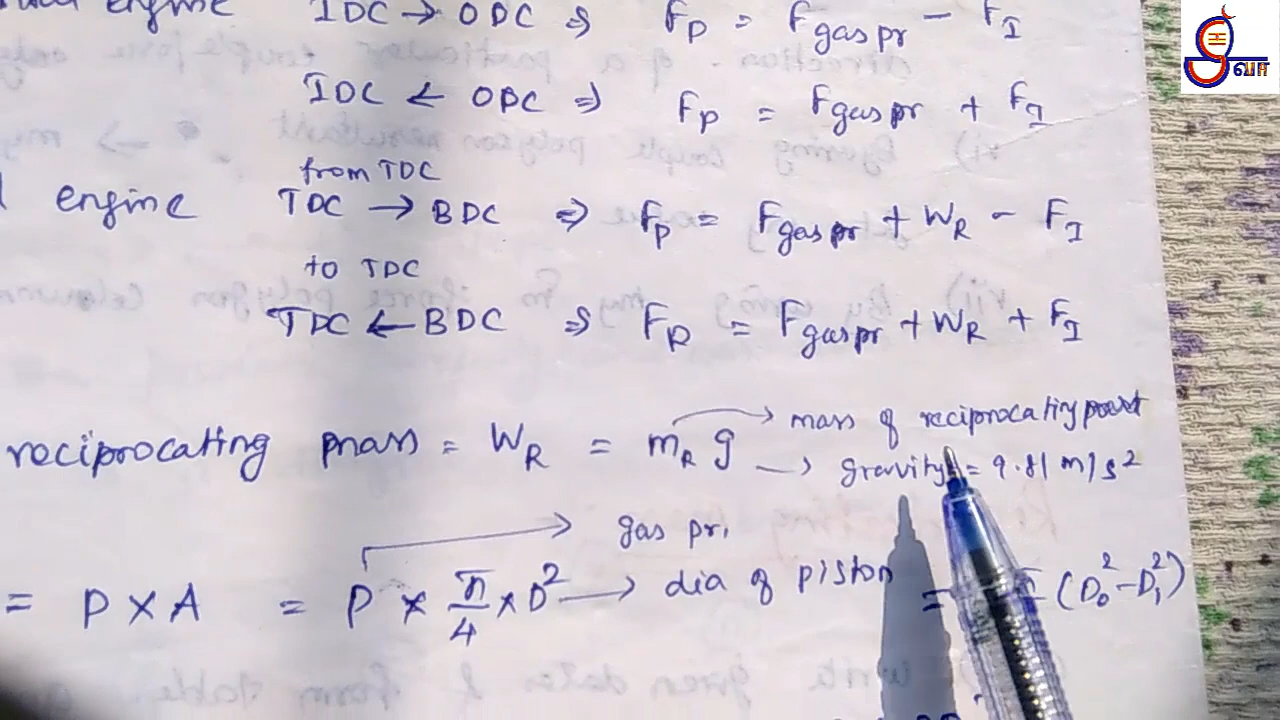 engine IDC → ODC ⇒ Fp = Fgas pr - FI
IDC ← ODC ⇒ Fp = Fgas pr + FI
from TDC
engine TDC → BDC ⇒ Fp = Fgas pr + WR - FI
to TDC
TDC ← BDC ⇒ FP = Fgas pr + WR + FI
reciprocating mass = WR = mR g → mass of reciprocating part
→ gravity = 9.81 m/s²
→ gas pr.
= P × A = P × π/4 × D² → dia of piston = (D₀² - D₁²)
வா